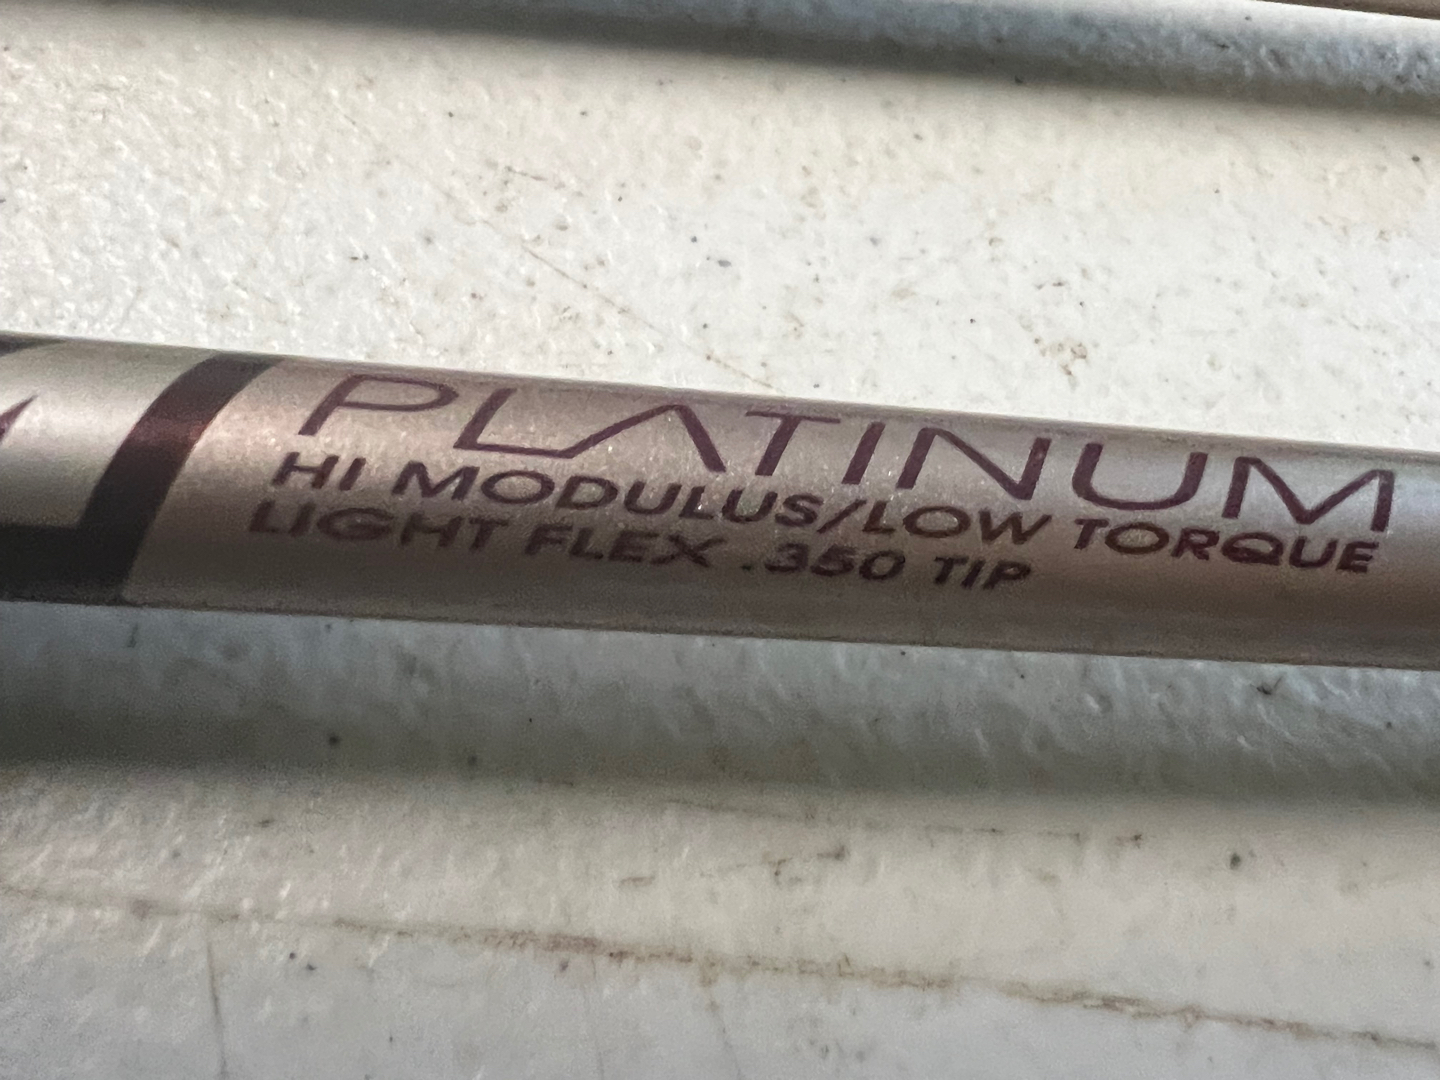 PLATINUM
HI MODULUS/LOW TORQUE
LIGHT FLEX .350 TIP